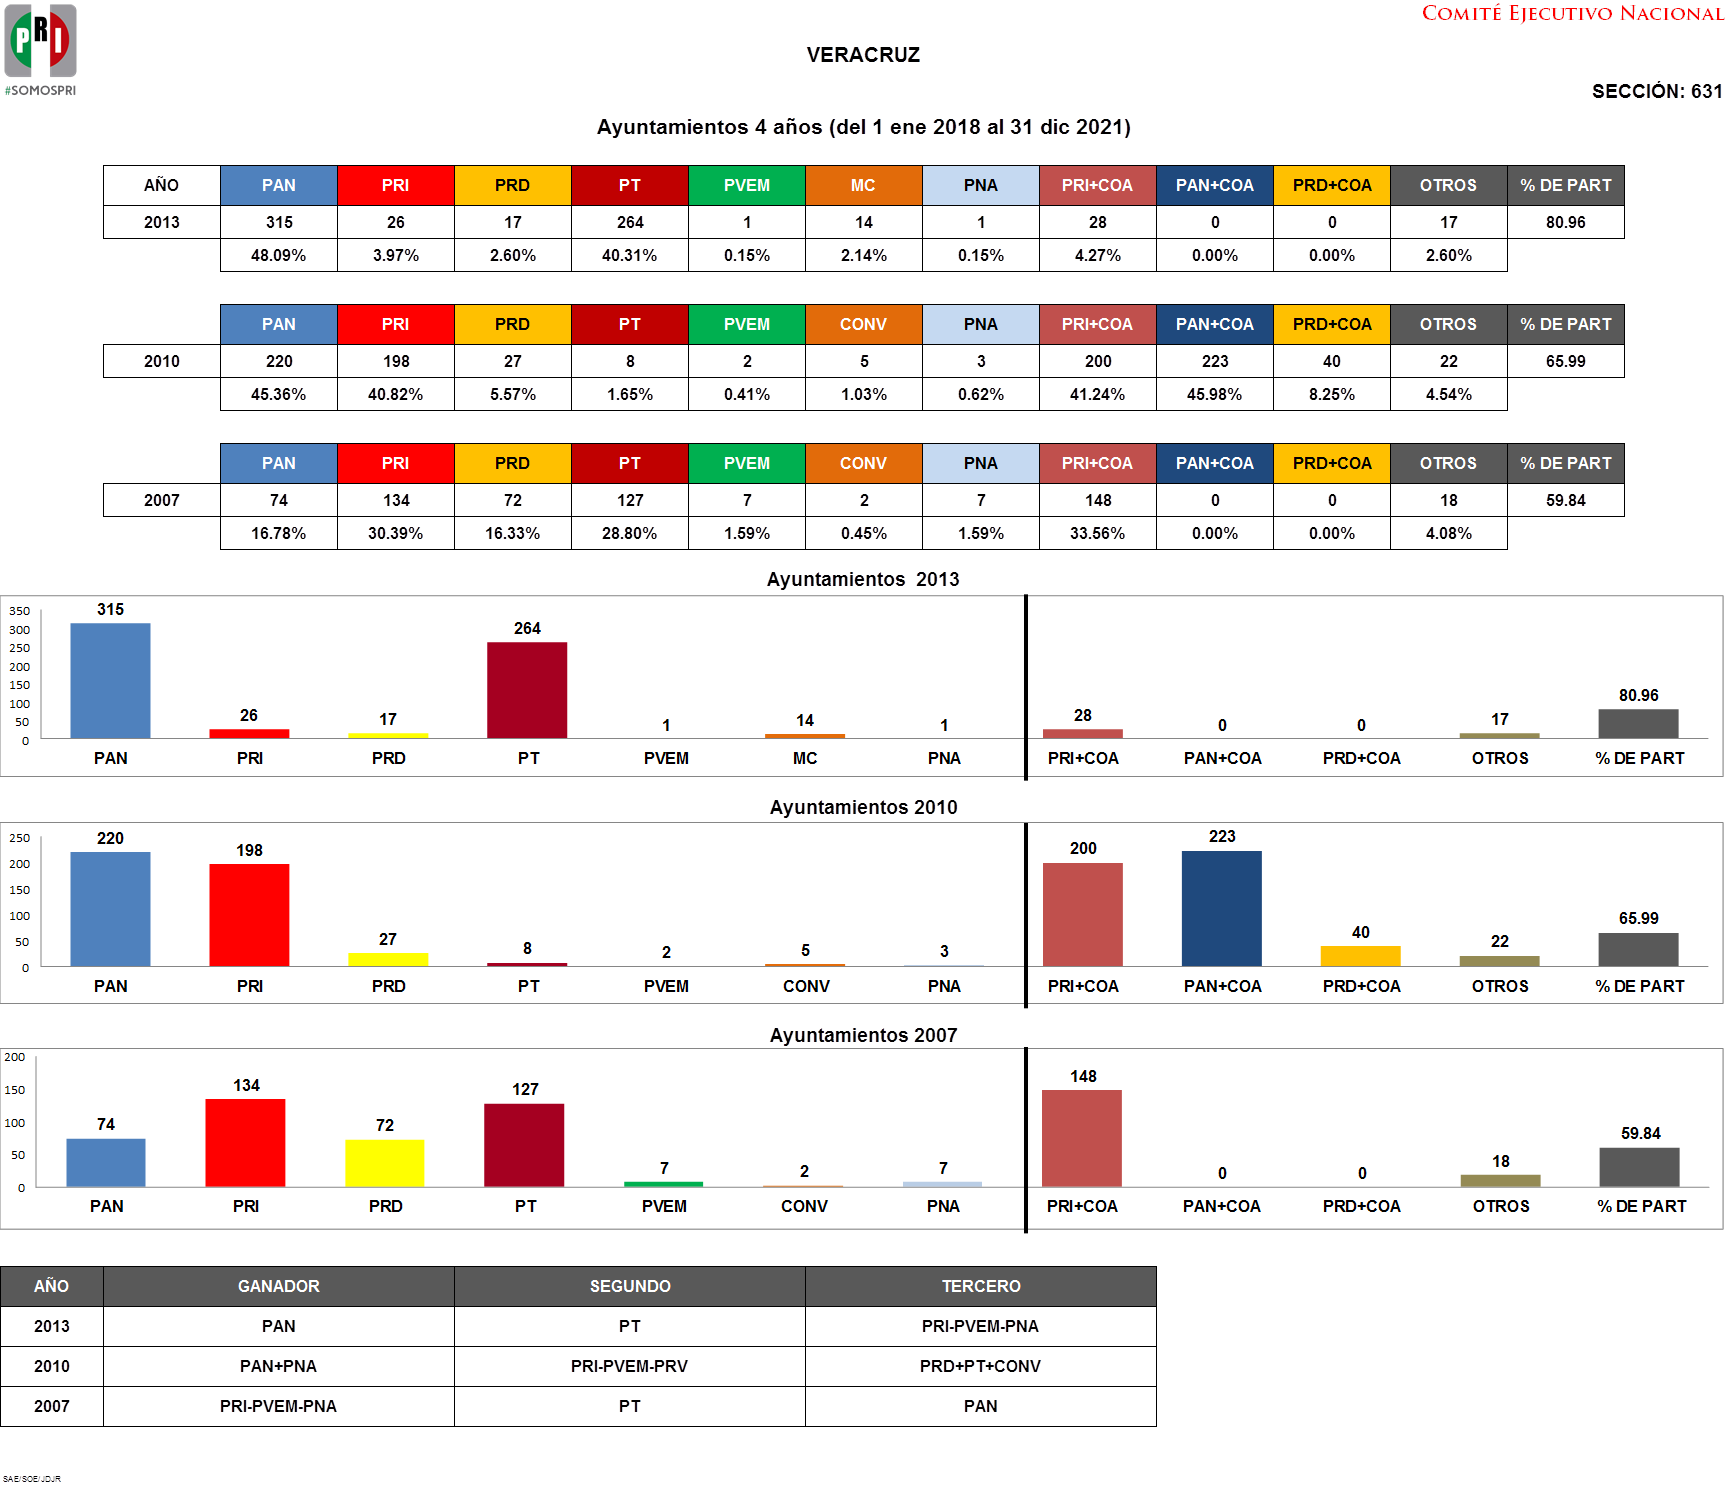 PRI
#SOMOSPRI
COMITÉ EJECUTIVO NACIONAL
VERACRUZ
SECCIÓN: 631
Ayuntamientos 4 años (del 1 ene 2018 al 31 dic 2021)
AÑO PAN PRI PRD PT PVEM MC PNA PRI+COA PAN+COA PRD+COA OTROS % DE PART
2013 315 26 17 264 1 14 1 28 0 0 17 80.96
48.09% 3.97% 2.60% 40.31% 0.15% 2.14% 0.15% 4.27% 0.00% 0.00% 2.60%
PAN PRI PRD PT PVEM CONV PNA PRI+COA PAN+COA PRD+COA OTROS % DE PART
2010 220 198 27 8 2 5 3 200 223 40 22 65.99
45.36% 40.82% 5.57% 1.65% 0.41% 1.03% 0.62% 41.24% 45.98% 8.25% 4.54%
PAN PRI PRD PT PVEM CONV PNA PRI+COA PAN+COA PRD+COA OTROS % DE PART
2007 74 134 72 127 7 2 7 148 0 0 18 59.84
16.78% 30.39% 16.33% 28.80% 1.59% 0.45% 1.59% 33.56% 0.00% 0.00% 4.08%
Ayuntamientos 2013
350
300
250
200
150
100
50
0
315 26 17 264 1 14 1 28 0 0 17 80.96
PAN PRI PRD PT PVEM MC PNA PRI+COA PAN+COA PRD+COA OTROS % DE PART
Ayuntamientos 2010
250
200
150
100
50
0
220 198 27 8 2 5 3 200 223 40 22 65.99
PAN PRI PRD PT PVEM CONV PNA PRI+COA PAN+COA PRD+COA OTROS % DE PART
Ayuntamientos 2007
200
150
100
50
0
74 134 72 127 7 2 7 148 0 0 18 59.84
PAN PRI PRD PT PVEM CONV PNA PRI+COA PAN+COA PRD+COA OTROS % DE PART
AÑO GANADOR SEGUNDO TERCERO
2013 PAN PT PRI-PVEM-PNA
2010 PAN+PNA PRI-PVEM-PRV PRD+PT+CONV
2007 PRI-PVEM-PNA PT PAN
SAE/SOE/JDJR